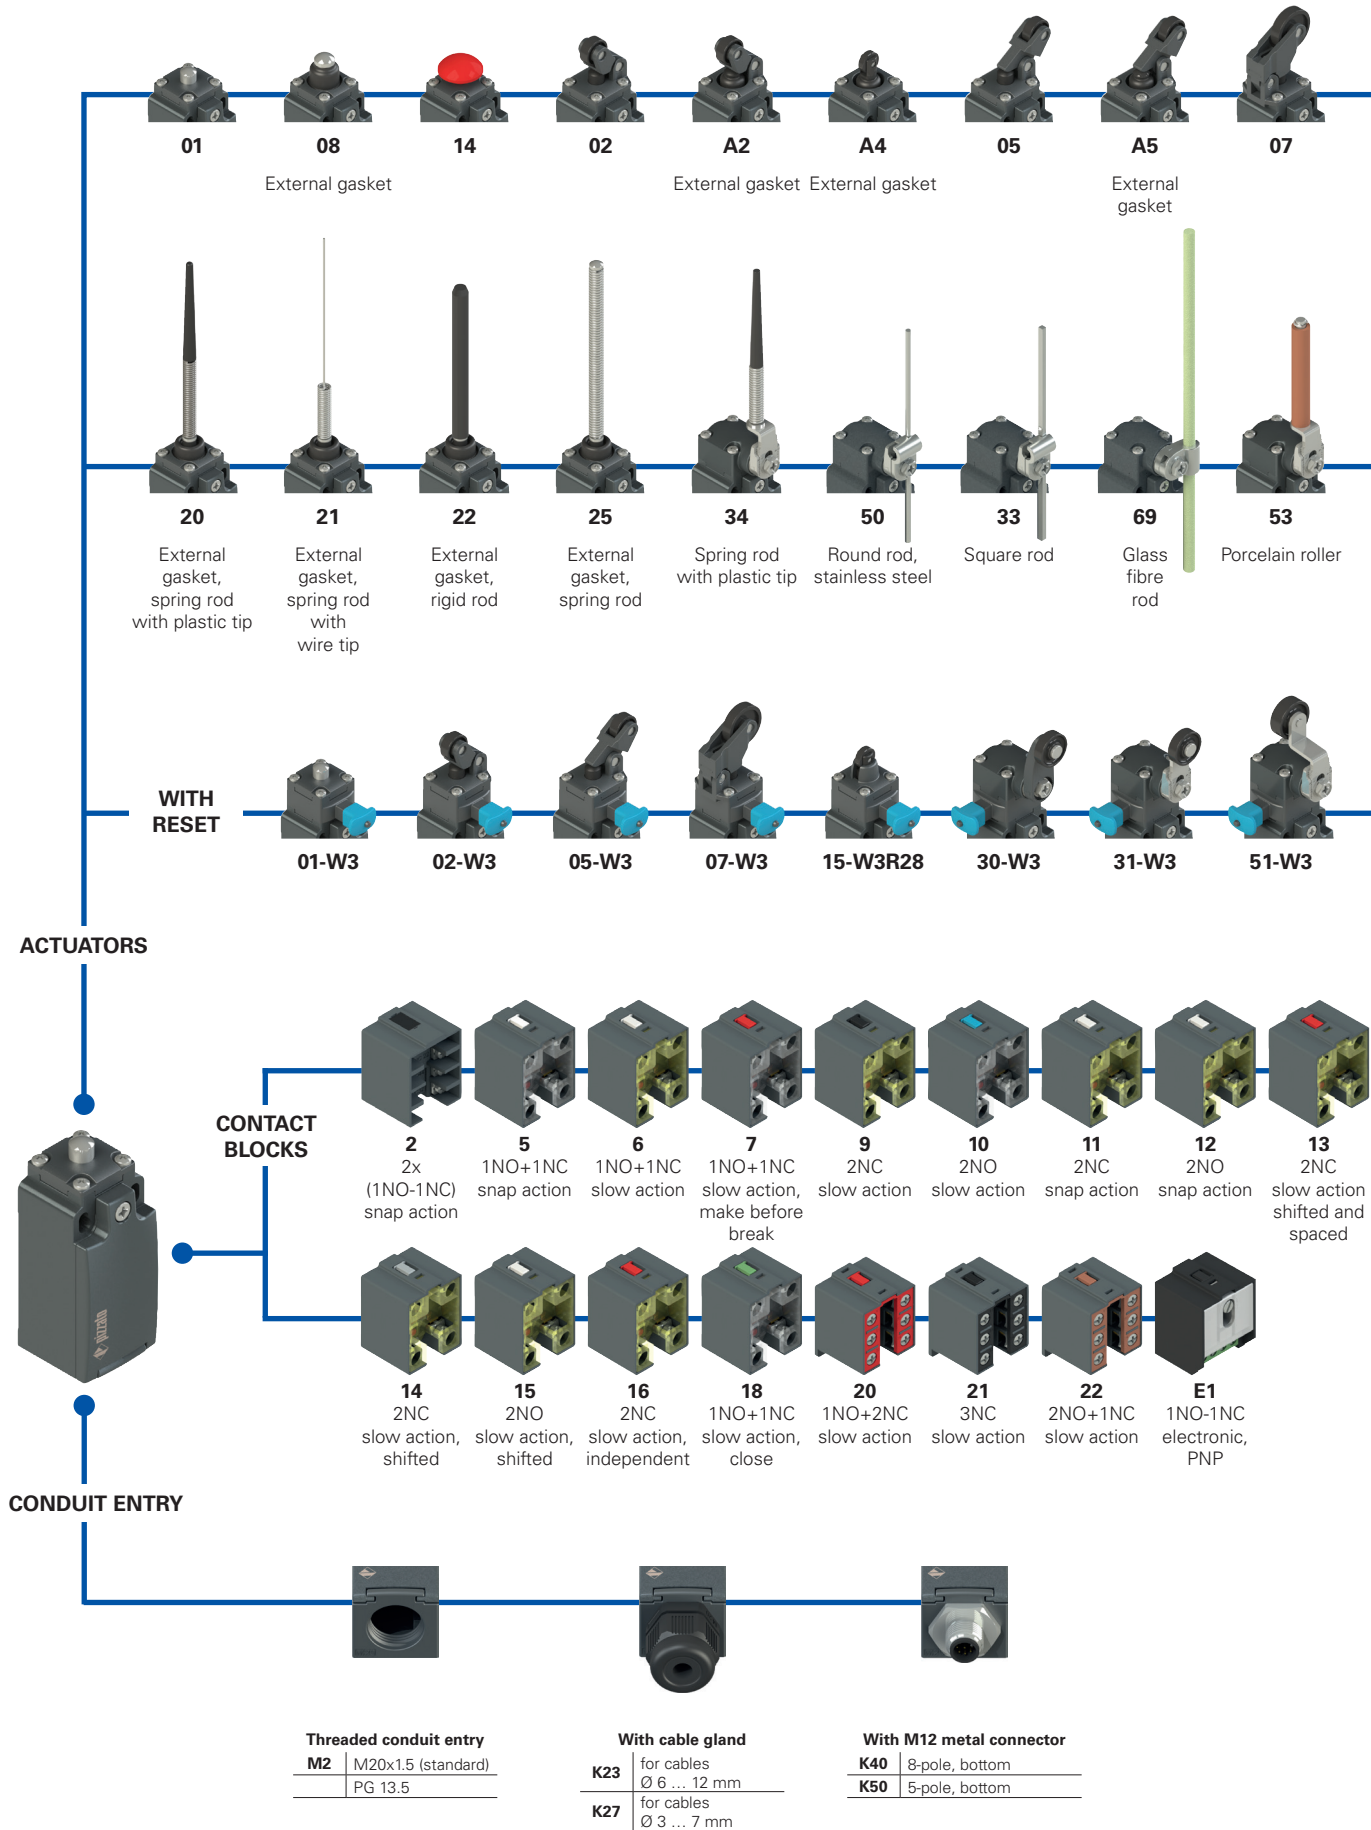 01 08 14 02 A2 A4 05 A5 07
External gasket External gasket External gasket External
gasket
20 21 22 25 34 50 33 69 53
External
gasket,
spring rod
with plastic tip
External
gasket,
spring rod
with
wire tip
External
gasket,
rigid rod
External
gasket,
spring rod
Spring rod
with plastic tip
Round rod,
stainless steel
Square rod
Glass
fibre
rod
Porcelain roller
WITH
RESET
01-W3 02-W3 05-W3 07-W3 15-W3R28 30-W3 31-W3 51-W3
ACTUATORS
CONTACT
BLOCKS
2
2x
(1NO-1NC)
snap action
5
1NO+1NC
snap action
6
1NO+1NC
slow action
7
1NO+1NC
slow action,
make before
break
9
2NC
slow action
10
2NO
slow action
11
2NC
snap action
12
2NO
snap action
13
2NC
slow action
shifted and
spaced
pizzato
14
2NC
slow action,
shifted
15
2NO
slow action,
shifted
16
2NC
slow action,
independent
18
1NO+1NC
slow action,
close
20
1NO+2NC
slow action
21
3NC
slow action
22
2NO+1NC
slow action
E1
1NO-1NC
electronic,
PNP
CONDUIT ENTRY
Threaded conduit entry
M2 M20x1.5 (standard)
PG 13.5
With cable gland
K23 for cables
Ø 6 … 12 mm
K27 for cables
Ø 3 … 7 mm
With M12 metal connector
K40 8-pole, bottom
K50 5-pole, bottom